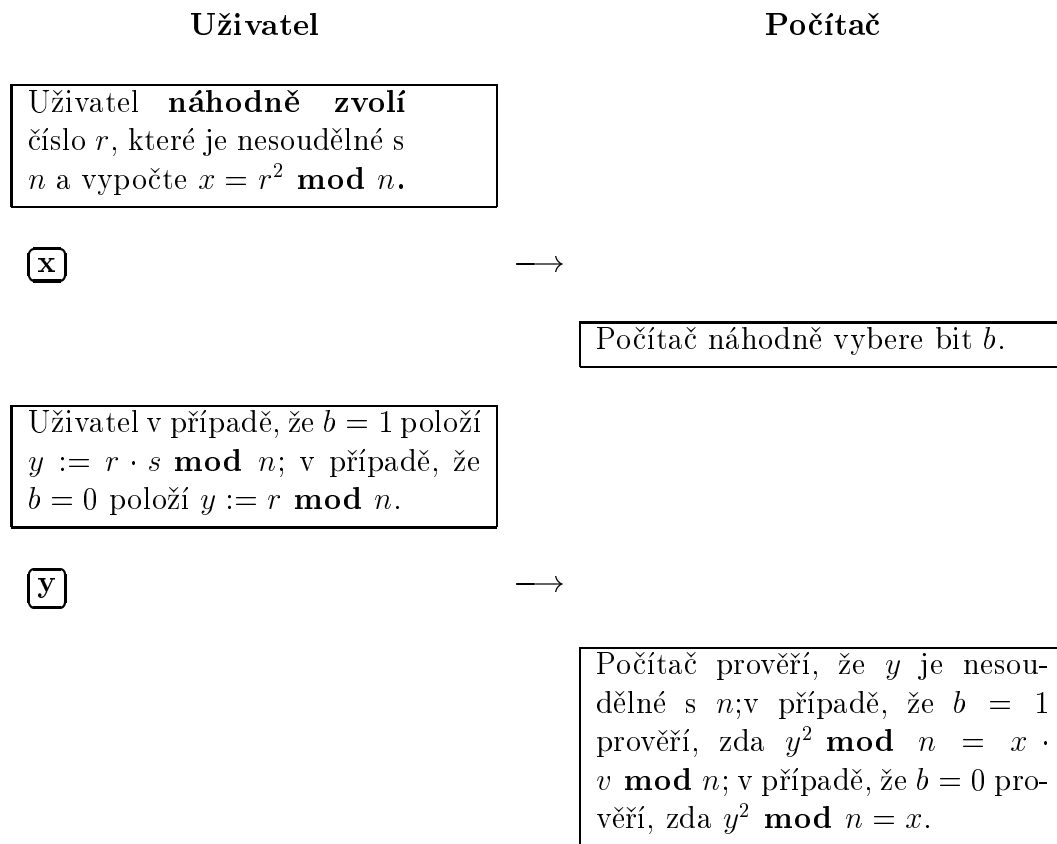 Uživatel Počítač
Uživatel náhodně zvolí
číslo r, které je nesoudělné s
n a vypočte x = r² mod n.
x ⟶
Počítač náhodně vybere bit b.
Uživatel v případě, že b = 1 položí
y := r · s mod n; v případě, že
b = 0 položí y := r mod n.
y ⟶
Počítač prověří, že y je nesou-
dělné s n;v případě, že b = 1
prověří, zda y² mod n = x ·
v mod n; v případě, že b = 0 pro-
věří, zda y² mod n = x.